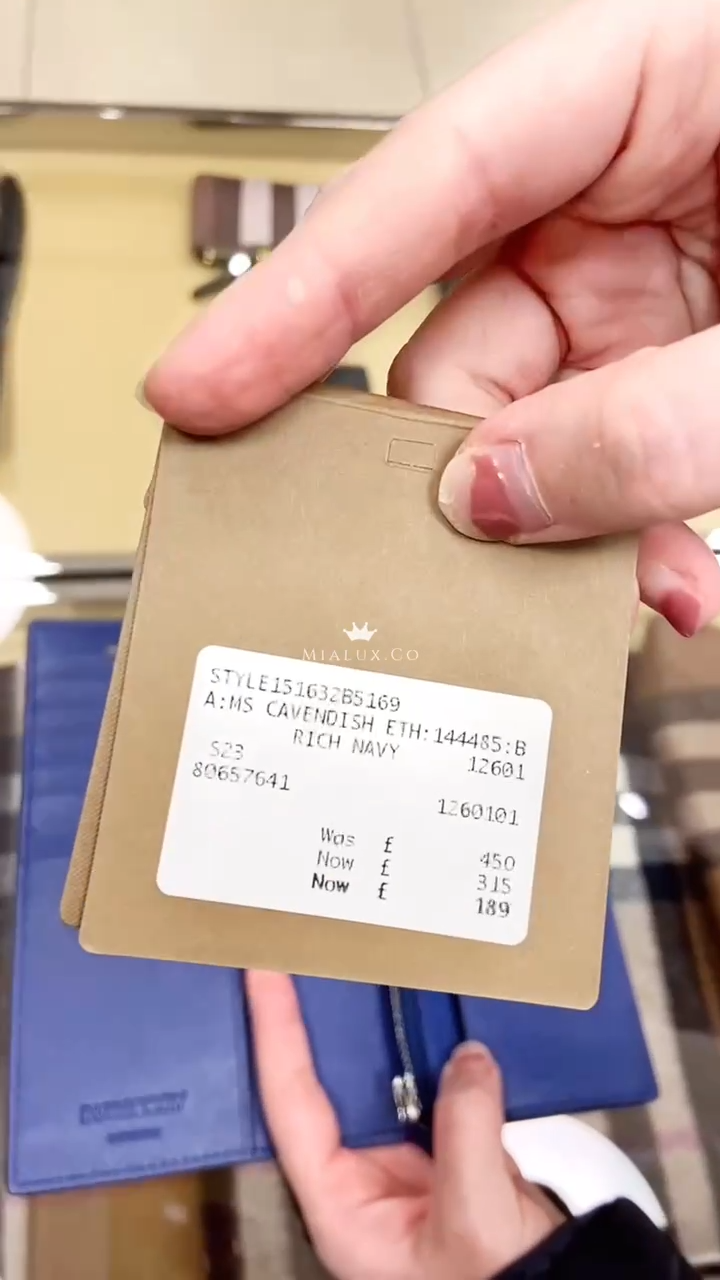 MIALUX.CO
STYLE151632B5169
A:MS CAVENDISH ETH:144485:B
RICH NAVY 12601
S23
80657641
1260101
Was £ 450
Now £ 315
Now £ 189
BURBERRY